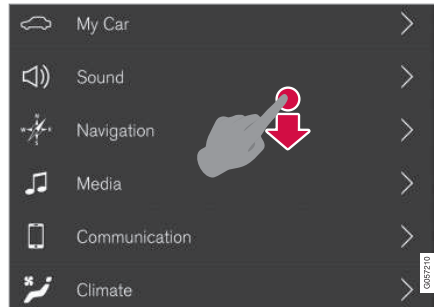 My Car
Sound
Navigation
Media
Communication
Climate
G057210